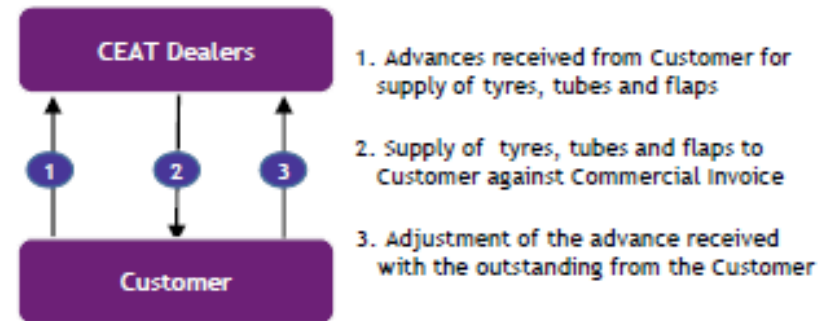 CEAT Dealers
1
2
3
Customer
1. Advances received from Customer for
supply of tyres, tubes and flaps
2. Supply of tyres, tubes and flaps to
Customer against Commercial Invoice
3. Adjustment of the advance received
with the outstanding from the Customer